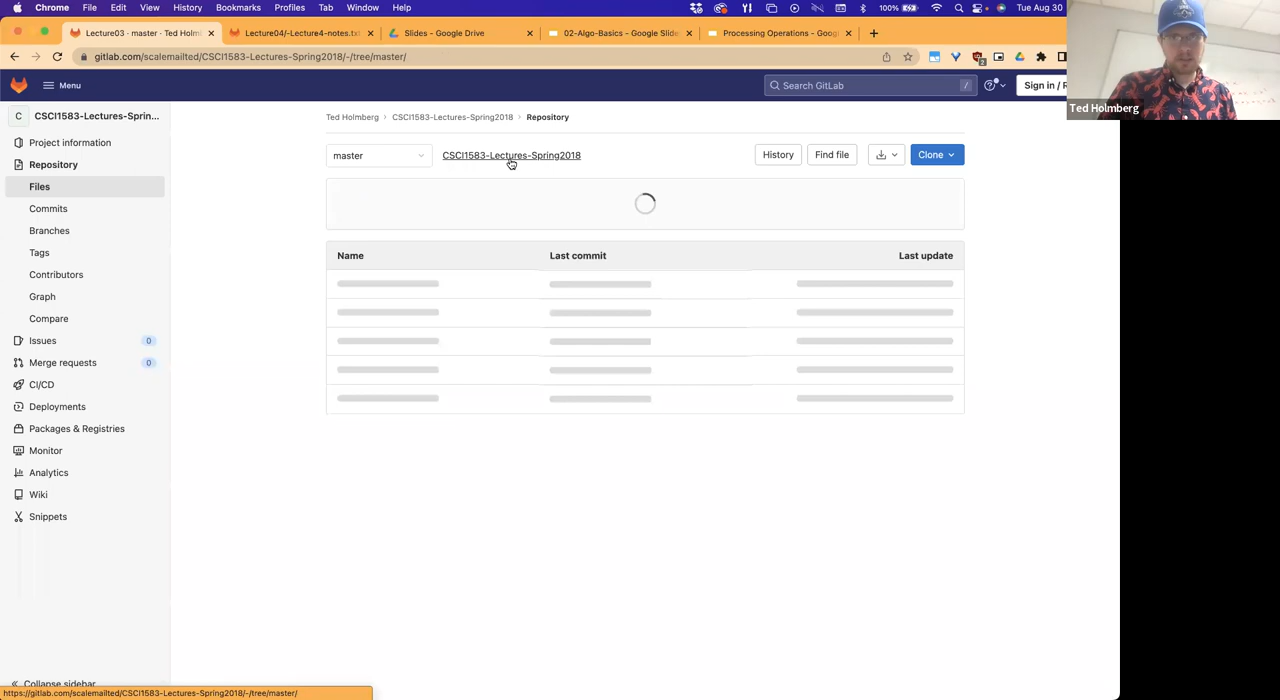 Chrome File Edit View History Bookmarks Profiles Tab Window Help 100% Tue Aug 30
Lecture03 · master · Ted Holm
Lecture04/-Lecture4-notes.txt
Slides - Google Drive
02-Algo-Basics - Google Slide
Processing Operations - Goog
gitlab.com/scalemailted/CSCI1583-Lectures-Spring2018/-/tree/master/
Menu
Search GitLab /
Sign in / R
Ted Holmberg
C CSCI1583-Lectures-Sprin...
Project information
Repository
Files
Commits
Branches
Tags
Contributors
Graph
Compare
Issues 0
Merge requests 0
CI/CD
Deployments
Packages & Registries
Monitor
Analytics
Wiki
Snippets
Collapse sidebar
Ted Holmberg › CSCI1583-Lectures-Spring2018 › Repository
master CSCI1583-Lectures-Spring2018 History Find file Clone
Name Last commit Last update
https://gitlab.com/scalemailted/CSCI1583-Lectures-Spring2018/-/tree/master/